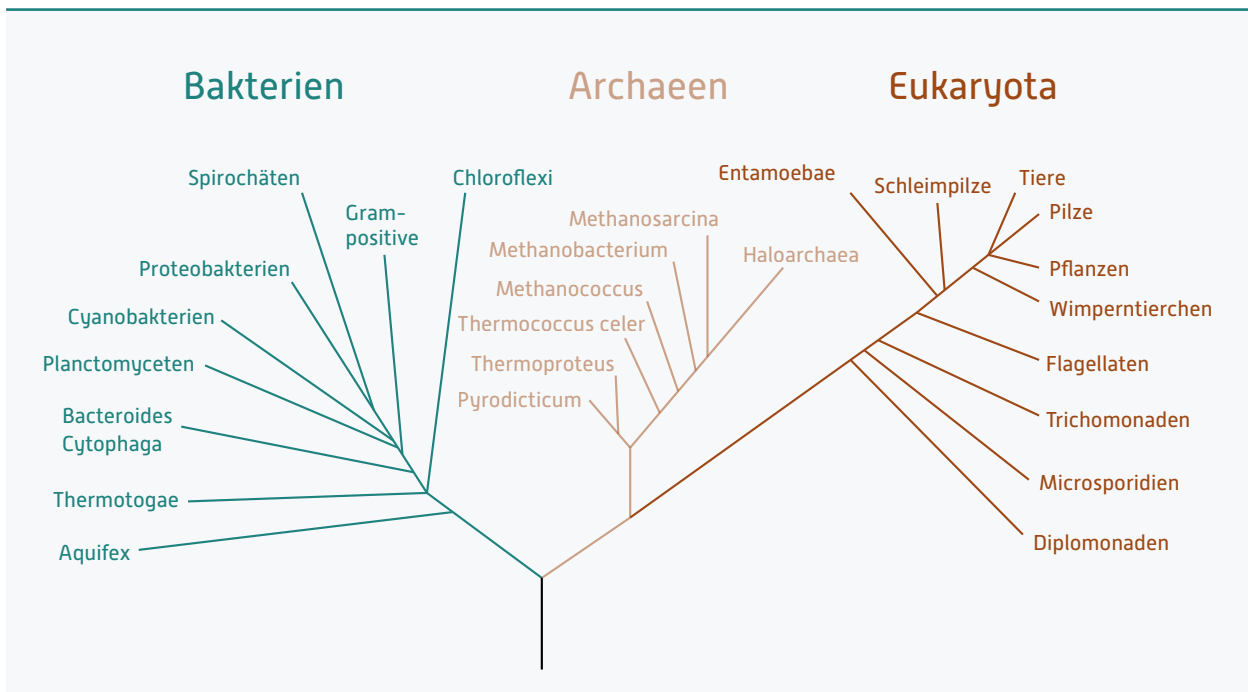 Bakterien
Archaeen
Eukaryota
Spirochäten
Gram-
positive
Chloroflexi
Proteobakterien
Cyanobakterien
Planctomyceten
Bacteroides
Cytophaga
Thermotogae
Aquifex
Methanosarcina
Methanobacterium
Haloarchaea
Methanococcus
Thermococcus celer
Thermoproteus
Pyrodicticum
Entamoebae
Schleimpilze
Tiere
Pilze
Pflanzen
Wimperntierchen
Flagellaten
Trichomonaden
Microsporidien
Diplomonaden